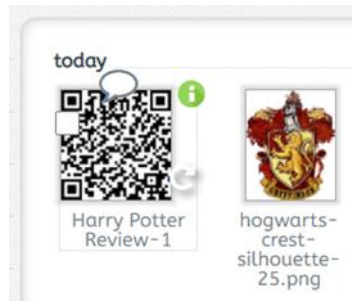 today
Harry Potter
Review-1
hogwarts-
crest-
silhouette-
25.png